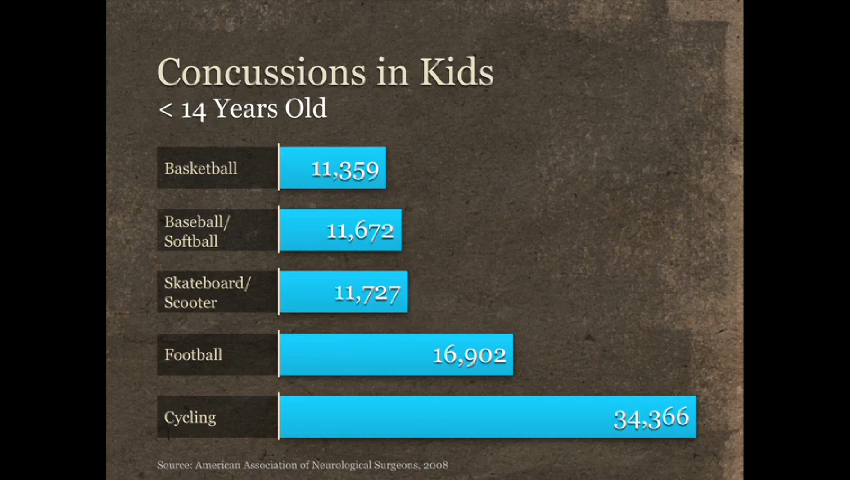 Concussions in Kids
< 14 Years Old
Basketball 11,359
Baseball/
Softball 11,672
Skateboard/
Scooter 11,727
Football 16,902
Cycling 34,366
Source: American Association of Neurological Surgeons, 2008